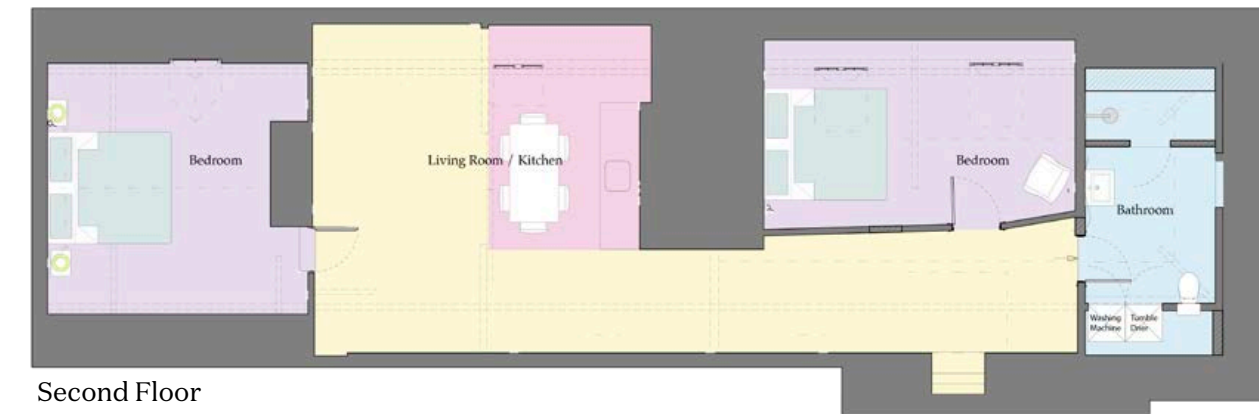 Bedroom
Living Room / Kitchen
Bedroom
Bathroom
Washing
Machine
Tumble
Drier
Second Floor